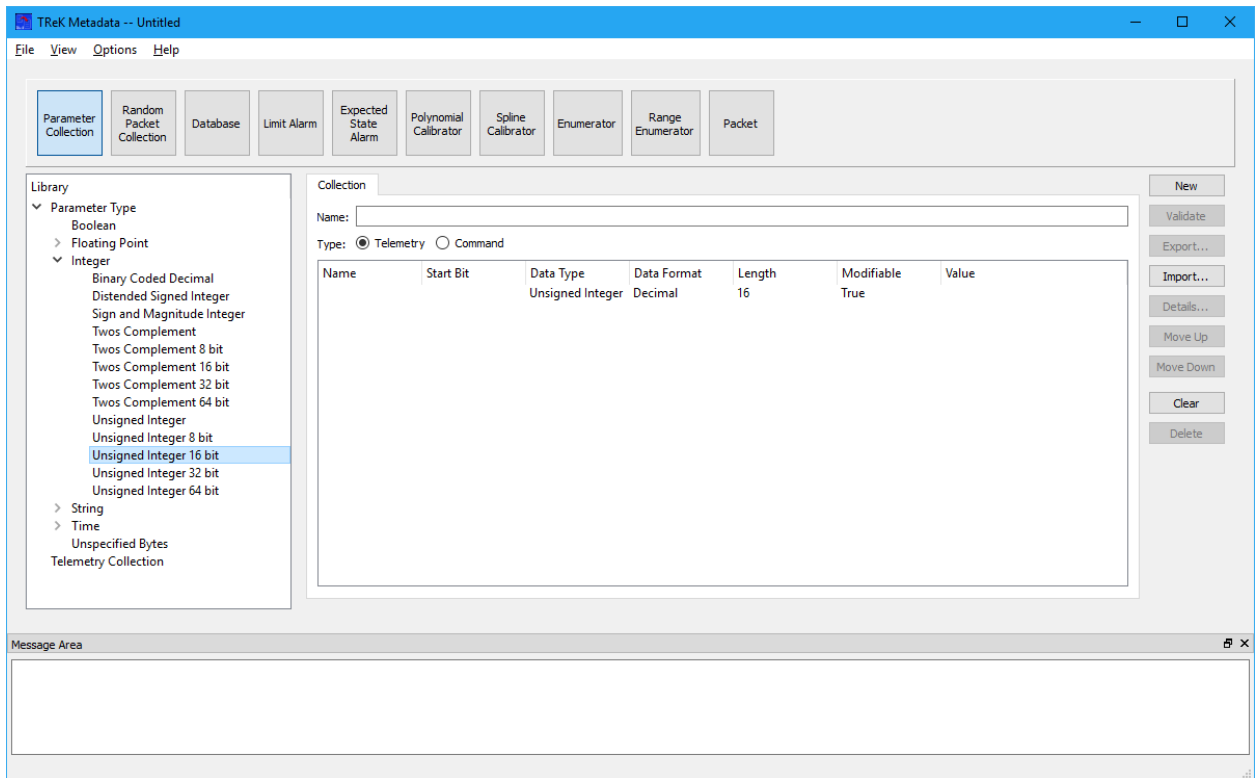 TReK Metadata -- Untitled
File View Options Help
Parameter Collection
Random Packet Collection
Database
Limit Alarm
Expected State Alarm
Polynomial Calibrator
Spline Calibrator
Enumerator
Range Enumerator
Packet
Library
Parameter Type
Boolean
Floating Point
Integer
Binary Coded Decimal
Distended Signed Integer
Sign and Magnitude Integer
Twos Complement
Twos Complement 8 bit
Twos Complement 16 bit
Twos Complement 32 bit
Twos Complement 64 bit
Unsigned Integer
Unsigned Integer 8 bit
Unsigned Integer 16 bit
Unsigned Integer 32 bit
Unsigned Integer 64 bit
String
Time
Unspecified Bytes
Telemetry Collection
Collection
Name:
Type: Telemetry Command
Name Start Bit Data Type Data Format Length Modifiable Value
Unsigned Integer Decimal 16 True
New
Validate
Export...
Import...
Details...
Move Up
Move Down
Clear
Delete
Message Area